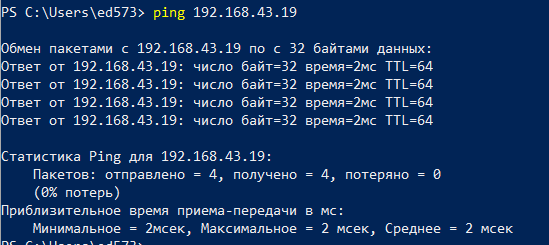 PS C:\Users\ed573> ping 192.168.43.19
Обмен пакетами с 192.168.43.19 по с 32 байтами данных:
Ответ от 192.168.43.19: число байт=32 время=2мс TTL=64
Ответ от 192.168.43.19: число байт=32 время=2мс TTL=64
Ответ от 192.168.43.19: число байт=32 время=2мс TTL=64
Ответ от 192.168.43.19: число байт=32 время=2мс TTL=64
Статистика Ping для 192.168.43.19:
Пакетов: отправлено = 4, получено = 4, потеряно = 0
(0% потерь)
Приблизительное время приема-передачи в мс:
Минимальное = 2мсек, Максимальное = 2 мсек, Среднее = 2 мсек
PS C:\Users\ed573>